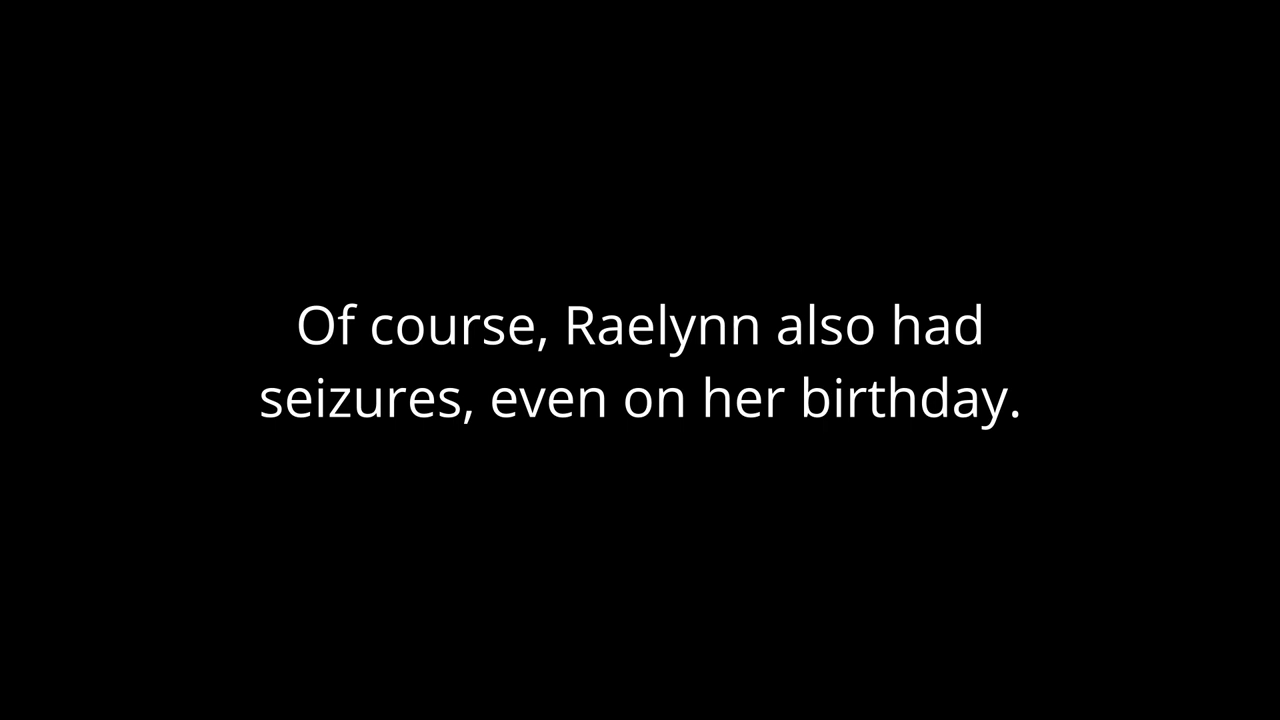 Of course, Raelynn also had
seizures, even on her birthday.